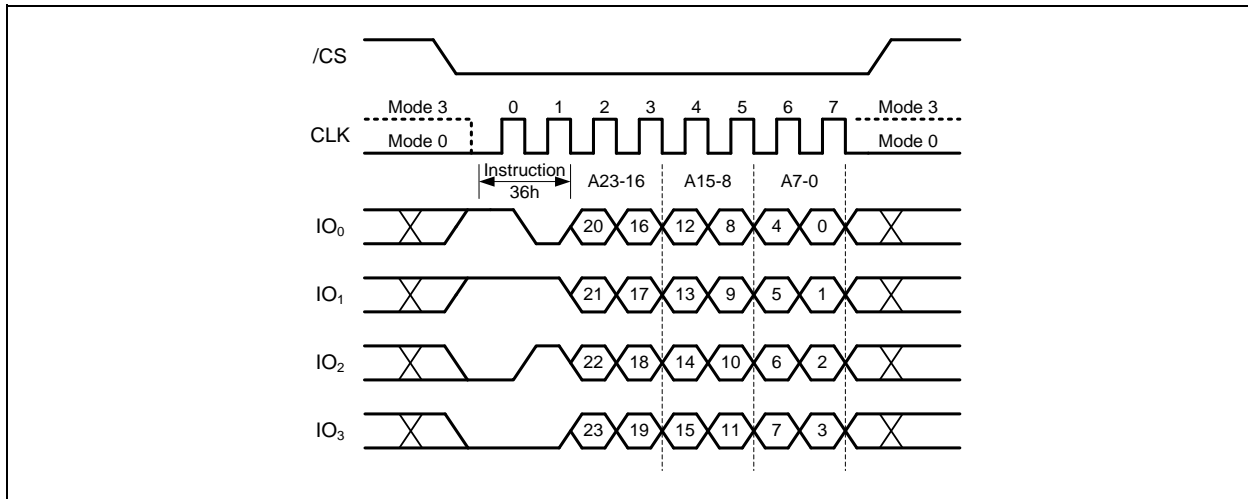 /CS
Mode 3 0 1 2 3 4 5 6 7 Mode 3
CLK
Mode 0 Mode 0
Instruction
36h
A23-16 A15-8 A7-0
IO₀ 20 16 12 8 4 0
IO₁ 21 17 13 9 5 1
IO₂ 22 18 14 10 6 2
IO₃ 23 19 15 11 7 3